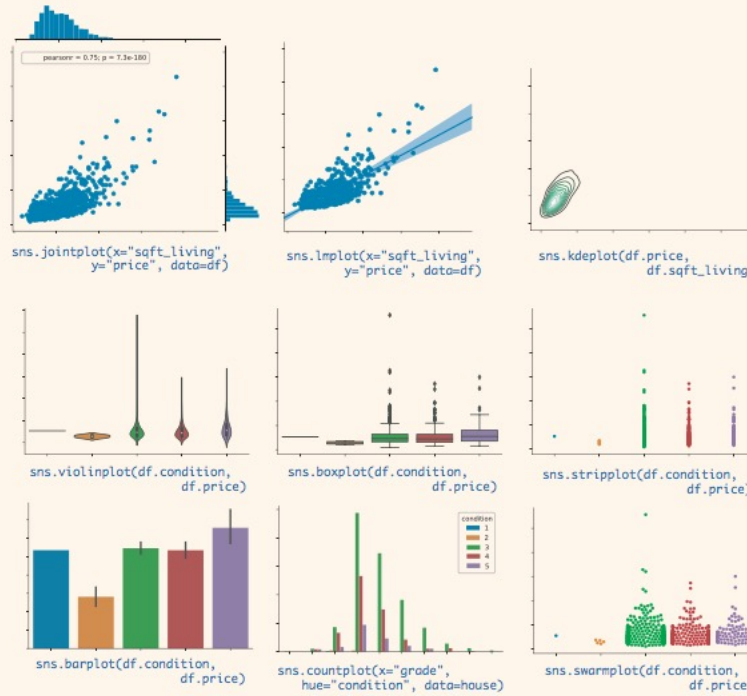 pearsonr = 0.75; p = 7.3e-180
sns.jointplot(x="sqft_living",
y="price", data=df)
sns.lmplot(x="sqft_living",
y="price", data=df)
sns.kdeplot(df.price,
df.sqft_living
sns.violinplot(df.condition,
df.price)
sns.boxplot(df.condition,
df.price)
sns.stripplot(df.condition,
df.price)
condition
1
2
3
4
5
sns.barplot(df.condition,
df.price)
sns.countplot(x="grade",
hue="condition", data=house)
sns.swarmplot(df.condition,
df.price)